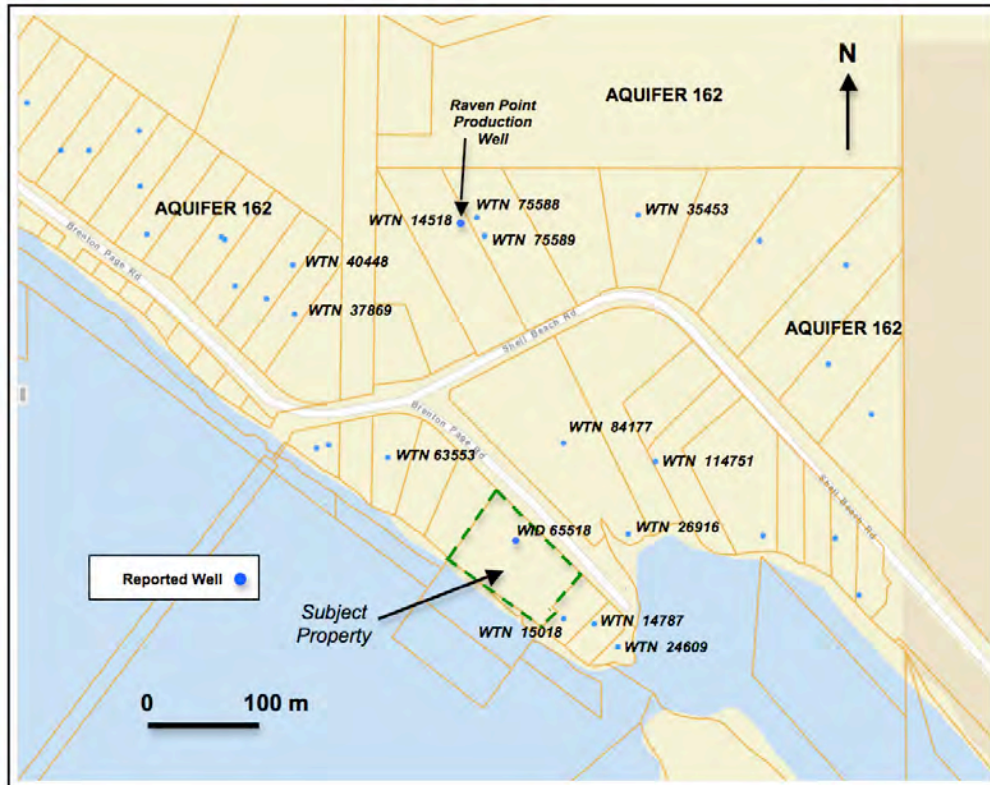 N
AQUIFER 162
Raven Point
Production
Well
WTN 75588
WTN 35453
AQUIFER 162
WTN 14518
WTN 75589
Brenton Page Rd
WTN 40448
WTN 37869
Shell Beach Rd
AQUIFER 162
Brenton Page Rd
WTN 84177
WTN 63553
WTN 114751
Shell Beach Rd
WID 65518
WTN 26916
Reported Well
Subject
Property
WTN 15018
WTN 14787
WTN 24609
0 100 m